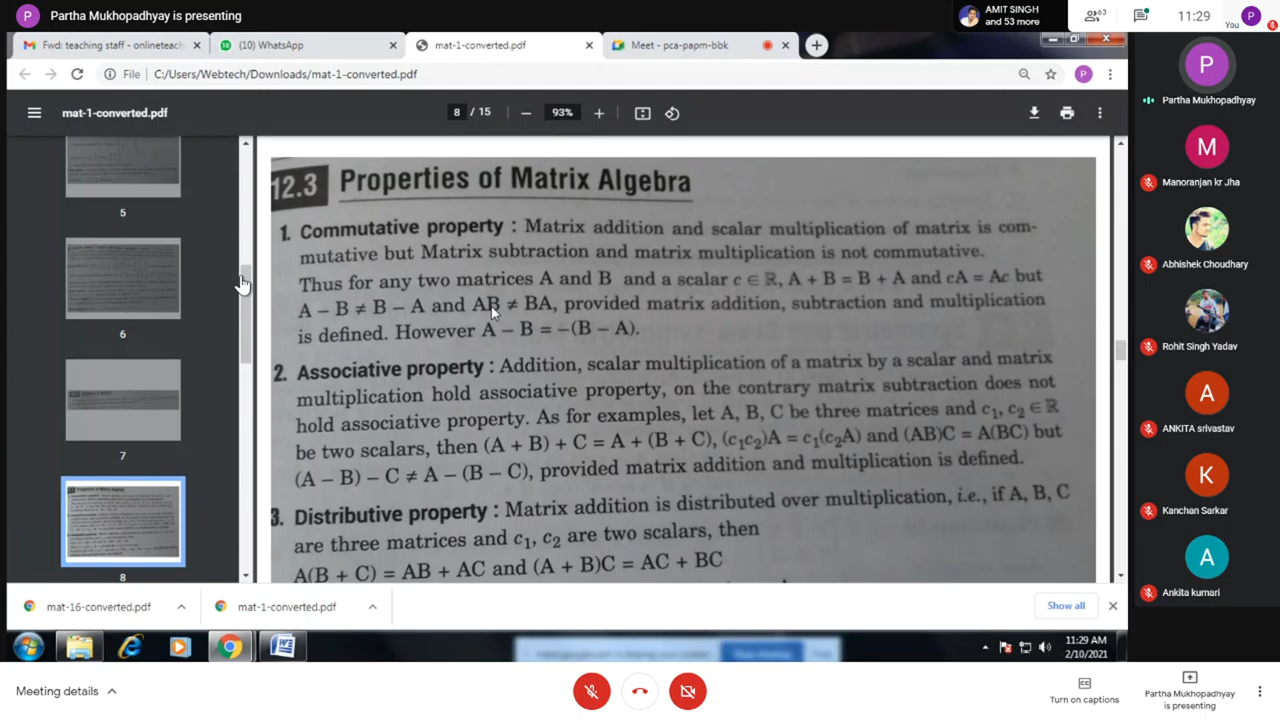 P Partha Mukhopadhyay is presenting
AMIT SINGH
and 53 more
63
11:29
P
You
Fwd: teaching staff - onlineteach
(10) WhatsApp
mat-1-converted.pdf
Meet - pca-papm-bbk
File
C:/Users/Webtech/Downloads/mat-1-converted.pdf
P
mat-1-converted.pdf
8 / 15
93%
5
6
7
8
12.3 Properties of Matrix Algebra
1. Commutative property : Matrix addition and scalar multiplication of matrix is com-
mutative but Matrix subtraction and matrix multiplication is not commutative.
Thus for any two matrices A and B and a scalar c ∈ ℝ, A + B = B + A and cA = Ac but
A − B ≠ B − A and AB ≠ BA, provided matrix addition, subtraction and multiplication
is defined. However A − B = −(B − A).
2. Associative property : Addition, scalar multiplication of a matrix by a scalar and matrix
multiplication hold associative property, on the contrary matrix subtraction does not
hold associative property. As for examples, let A, B, C be three matrices and c₁, c₂ ∈ ℝ
be two scalars, then (A + B) + C = A + (B + C), (c₁c₂)A = c₁(c₂A) and (AB)C = A(BC) but
(A − B) − C ≠ A − (B − C), provided matrix addition and multiplication is defined.
3. Distributive property : Matrix addition is distributed over multiplication, i.e., if A, B, C
are three matrices and c₁, c₂ are two scalars, then
A(B + C) = AB + AC and (A + B)C = AC + BC
P
Partha Mukhopadhyay
M
Manoranjan kr Jha
Abhishek Choudhary
Rohit Singh Yadav
A
ANKITA srivastav
K
Kanchan Sarkar
A
Ankita kumari
mat-16-converted.pdf
mat-1-converted.pdf
Show all
11:29 AM
2/10/2021
Meeting details
Turn on captions
Partha Mukhopadhyay
is presenting